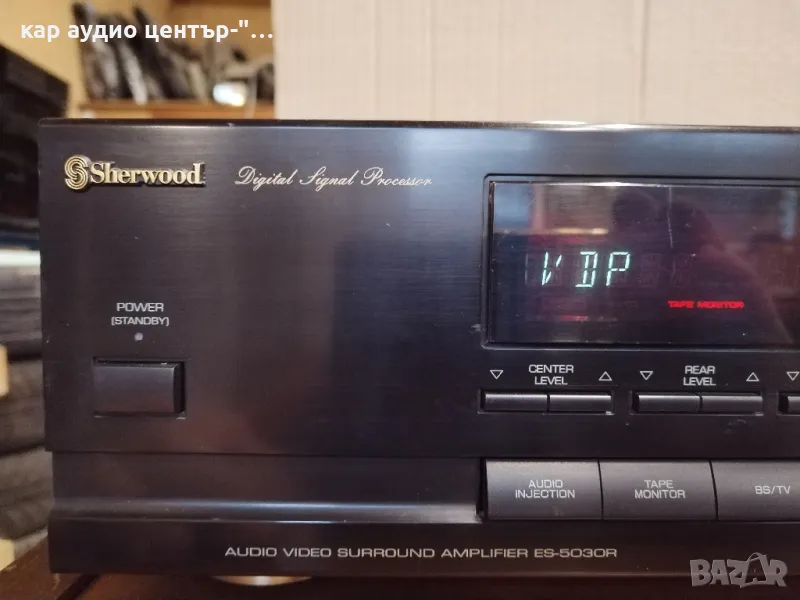 кар аудио център-"...
Sherwood
Digital Signal Processor
VDP
TAPE MONITOR
POWER
(STANDBY)
CENTER
LEVEL
REAR
LEVEL
AUDIO
INJECTION
TAPE
MONITOR
BS/TV
AUDIO VIDEO SURROUND AMPLIFIER ES-5030R
BAZAR